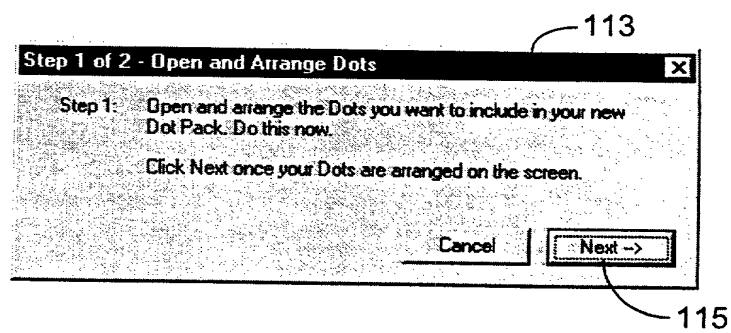 113
Step 1 of 2 - Open and Arrange Dots
Step 1: Open and arrange the Dots you want to include in your new
Dot Pack. Do this now.
Click Next once your Dots are arranged on the screen.
Cancel Next -->
115